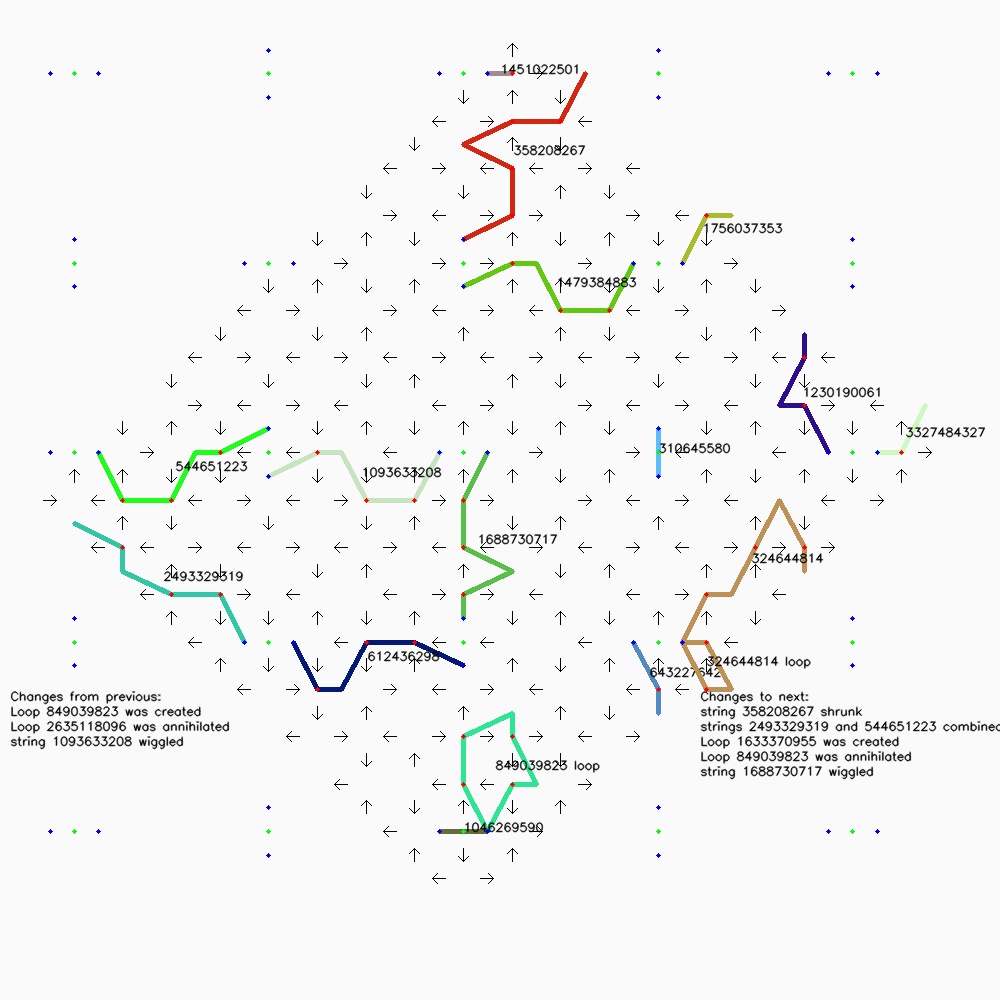 1451022501
358208267
1756037353
1479384883
1230190061
3327484327
310645580
544651223
1093633208
1688730717
324644814
2493329319
612436298
324644814 loop
643227642
Changes from previous:
Loop 849039823 was created
Loop 2635118096 was annihilated
string 1093633208 wiggled
Changes to next:
string 358208267 shrunk
strings 2493329319 and 544651223 combined
Loop 1633370955 was created
Loop 849039823 was annihilated
string 1688730717 wiggled
849039823 loop
1046269590